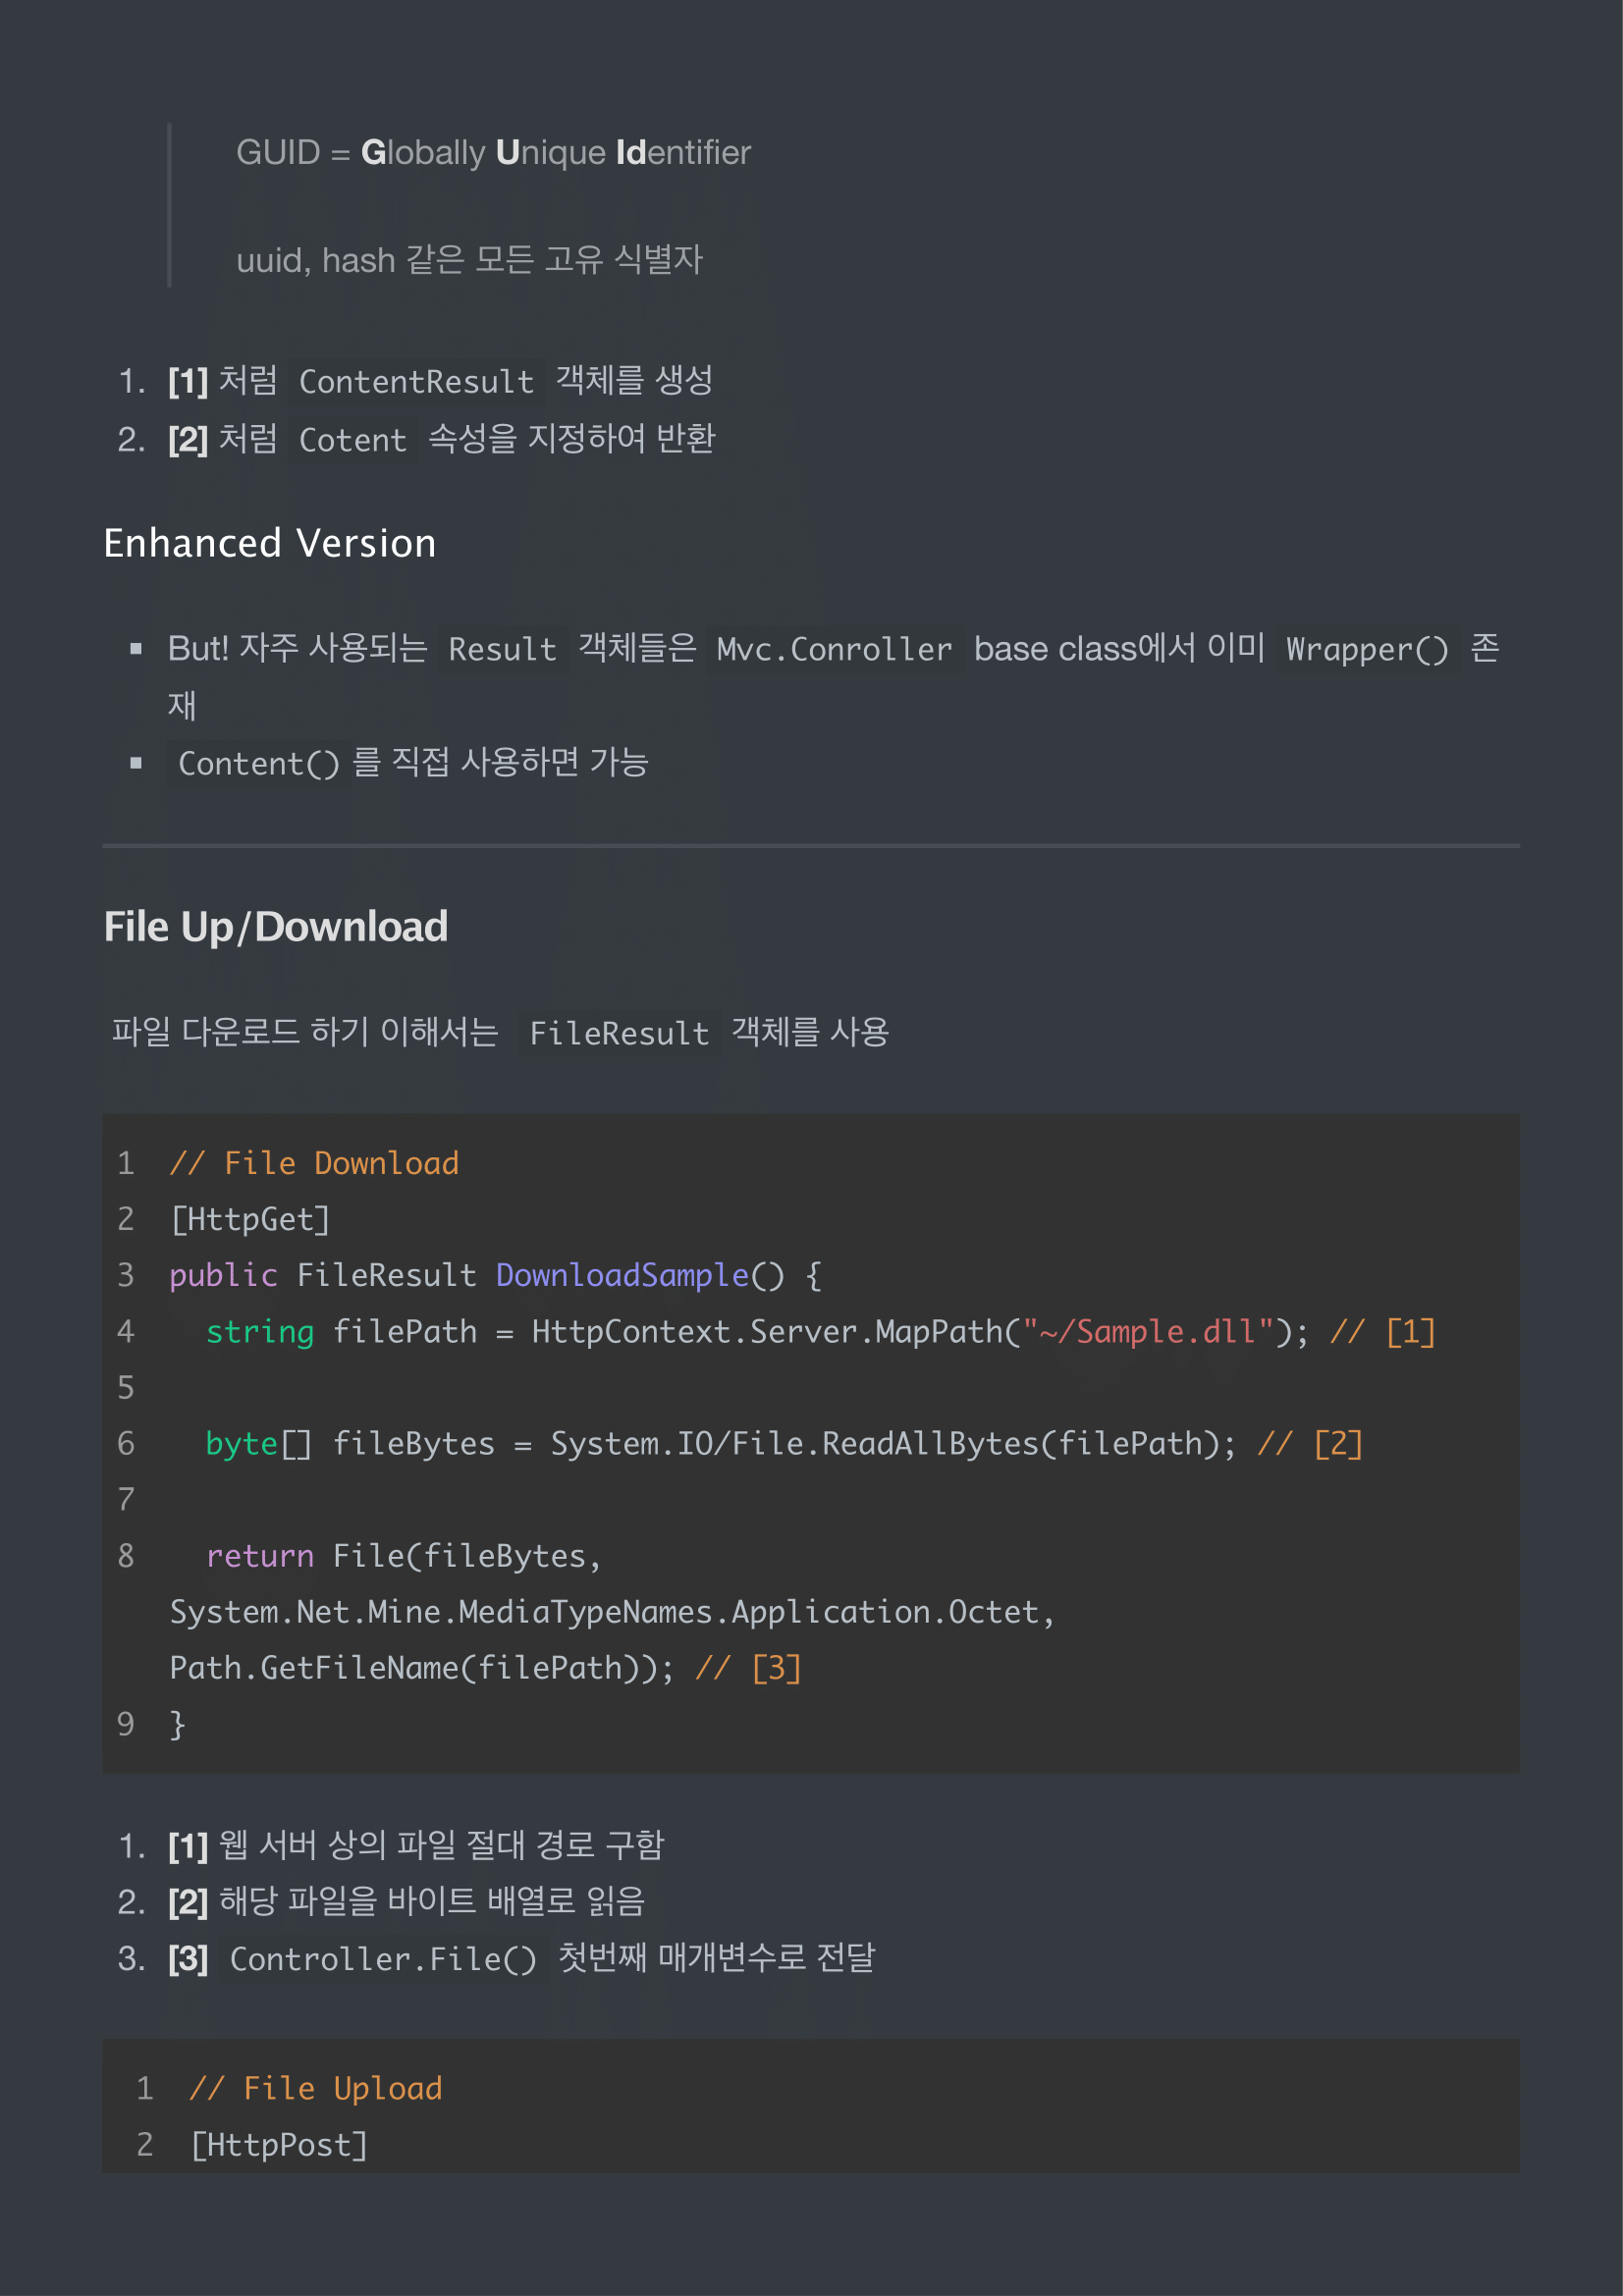 GUID = Globally Unique Identifier
uuid, hash 같은 모든 고유 식별자
1. [1] 처럼 ContentResult 객체를 생성
2. [2] 처럼 Cotent 속성을 지정하여 반환
Enhanced Version
▪ But! 자주 사용되는 Result 객체들은 Mvc.Conroller base class에서 이미 Wrapper() 존
재
▪ Content()를 직접 사용하면 가능
File Up/Download
파일 다운로드 하기 이해서는 FileResult 객체를 사용
1 // File Download
2 [HttpGet]
3 public FileResult DownloadSample() {
4 string filePath = HttpContext.Server.MapPath("~/Sample.dll"); // [1]
5
6 byte[] fileBytes = System.IO/File.ReadAllBytes(filePath); // [2]
7
8 return File(fileBytes,
System.Net.Mine.MediaTypeNames.Application.Octet,
Path.GetFileName(filePath)); // [3]
9 }
1. [1] 웹 서버 상의 파일 절대 경로 구함
2. [2] 해당 파일을 바이트 배열로 읽음
3. [3] Controller.File() 첫번째 매개변수로 전달
1 // File Upload
2 [HttpPost]